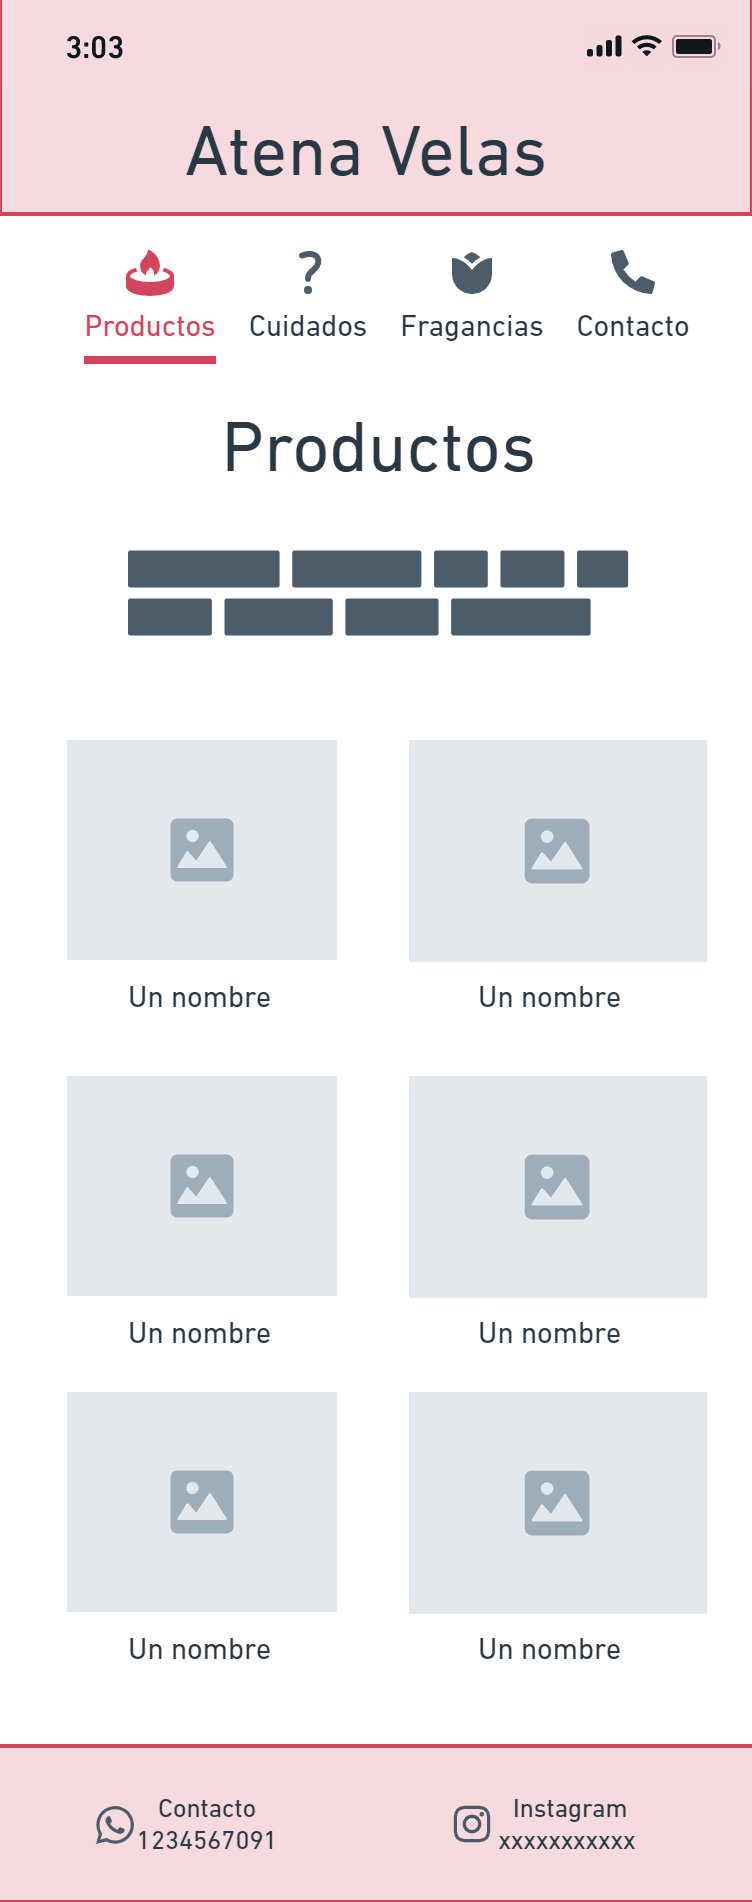 3:03
Atena Velas
Productos Cuidados Fragancias Contacto
Productos
Un nombre Un nombre
Un nombre Un nombre
Un nombre Un nombre
Contacto Instagram
1234567091 xxxxxxxxxxx